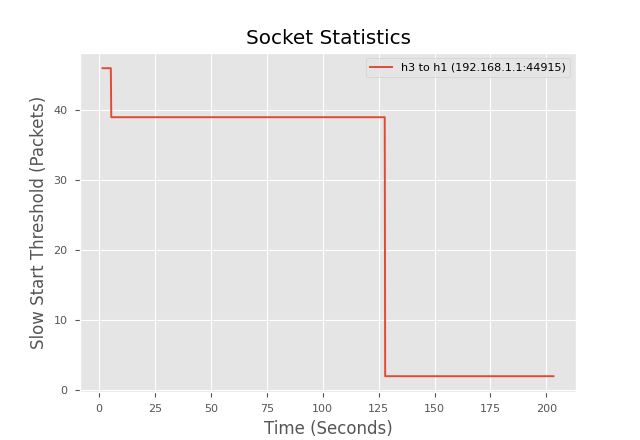 Socket Statistics
h3 to h1 (192.168.1.1:44915)
Slow Start Threshold (Packets)
40
30
20
10
0
0 25 50 75 100 125 150 175 200
Time (Seconds)